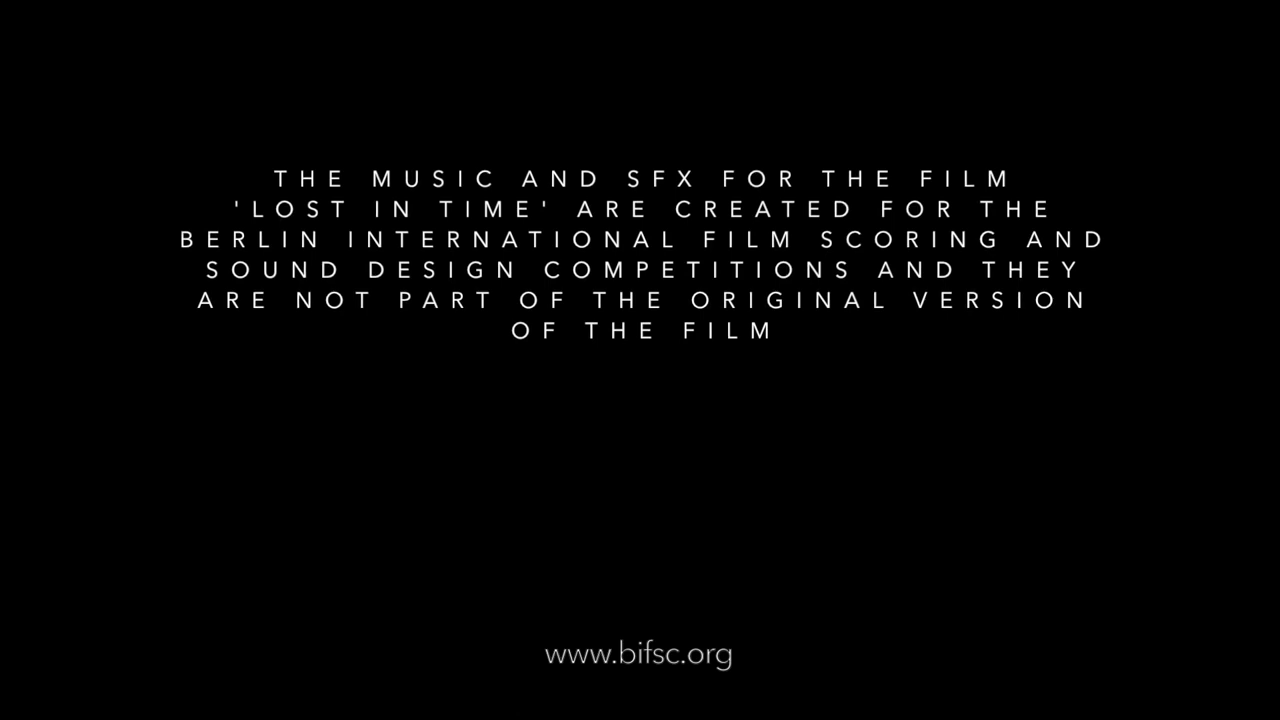 THE MUSIC AND SFX FOR THE FILM
'LOST IN TIME' ARE CREATED FOR THE
BERLIN INTERNATIONAL FILM SCORING AND
SOUND DESIGN COMPETITIONS AND THEY
ARE NOT PART OF THE ORIGINAL VERSION
OF THE FILM
www.bifsc.org